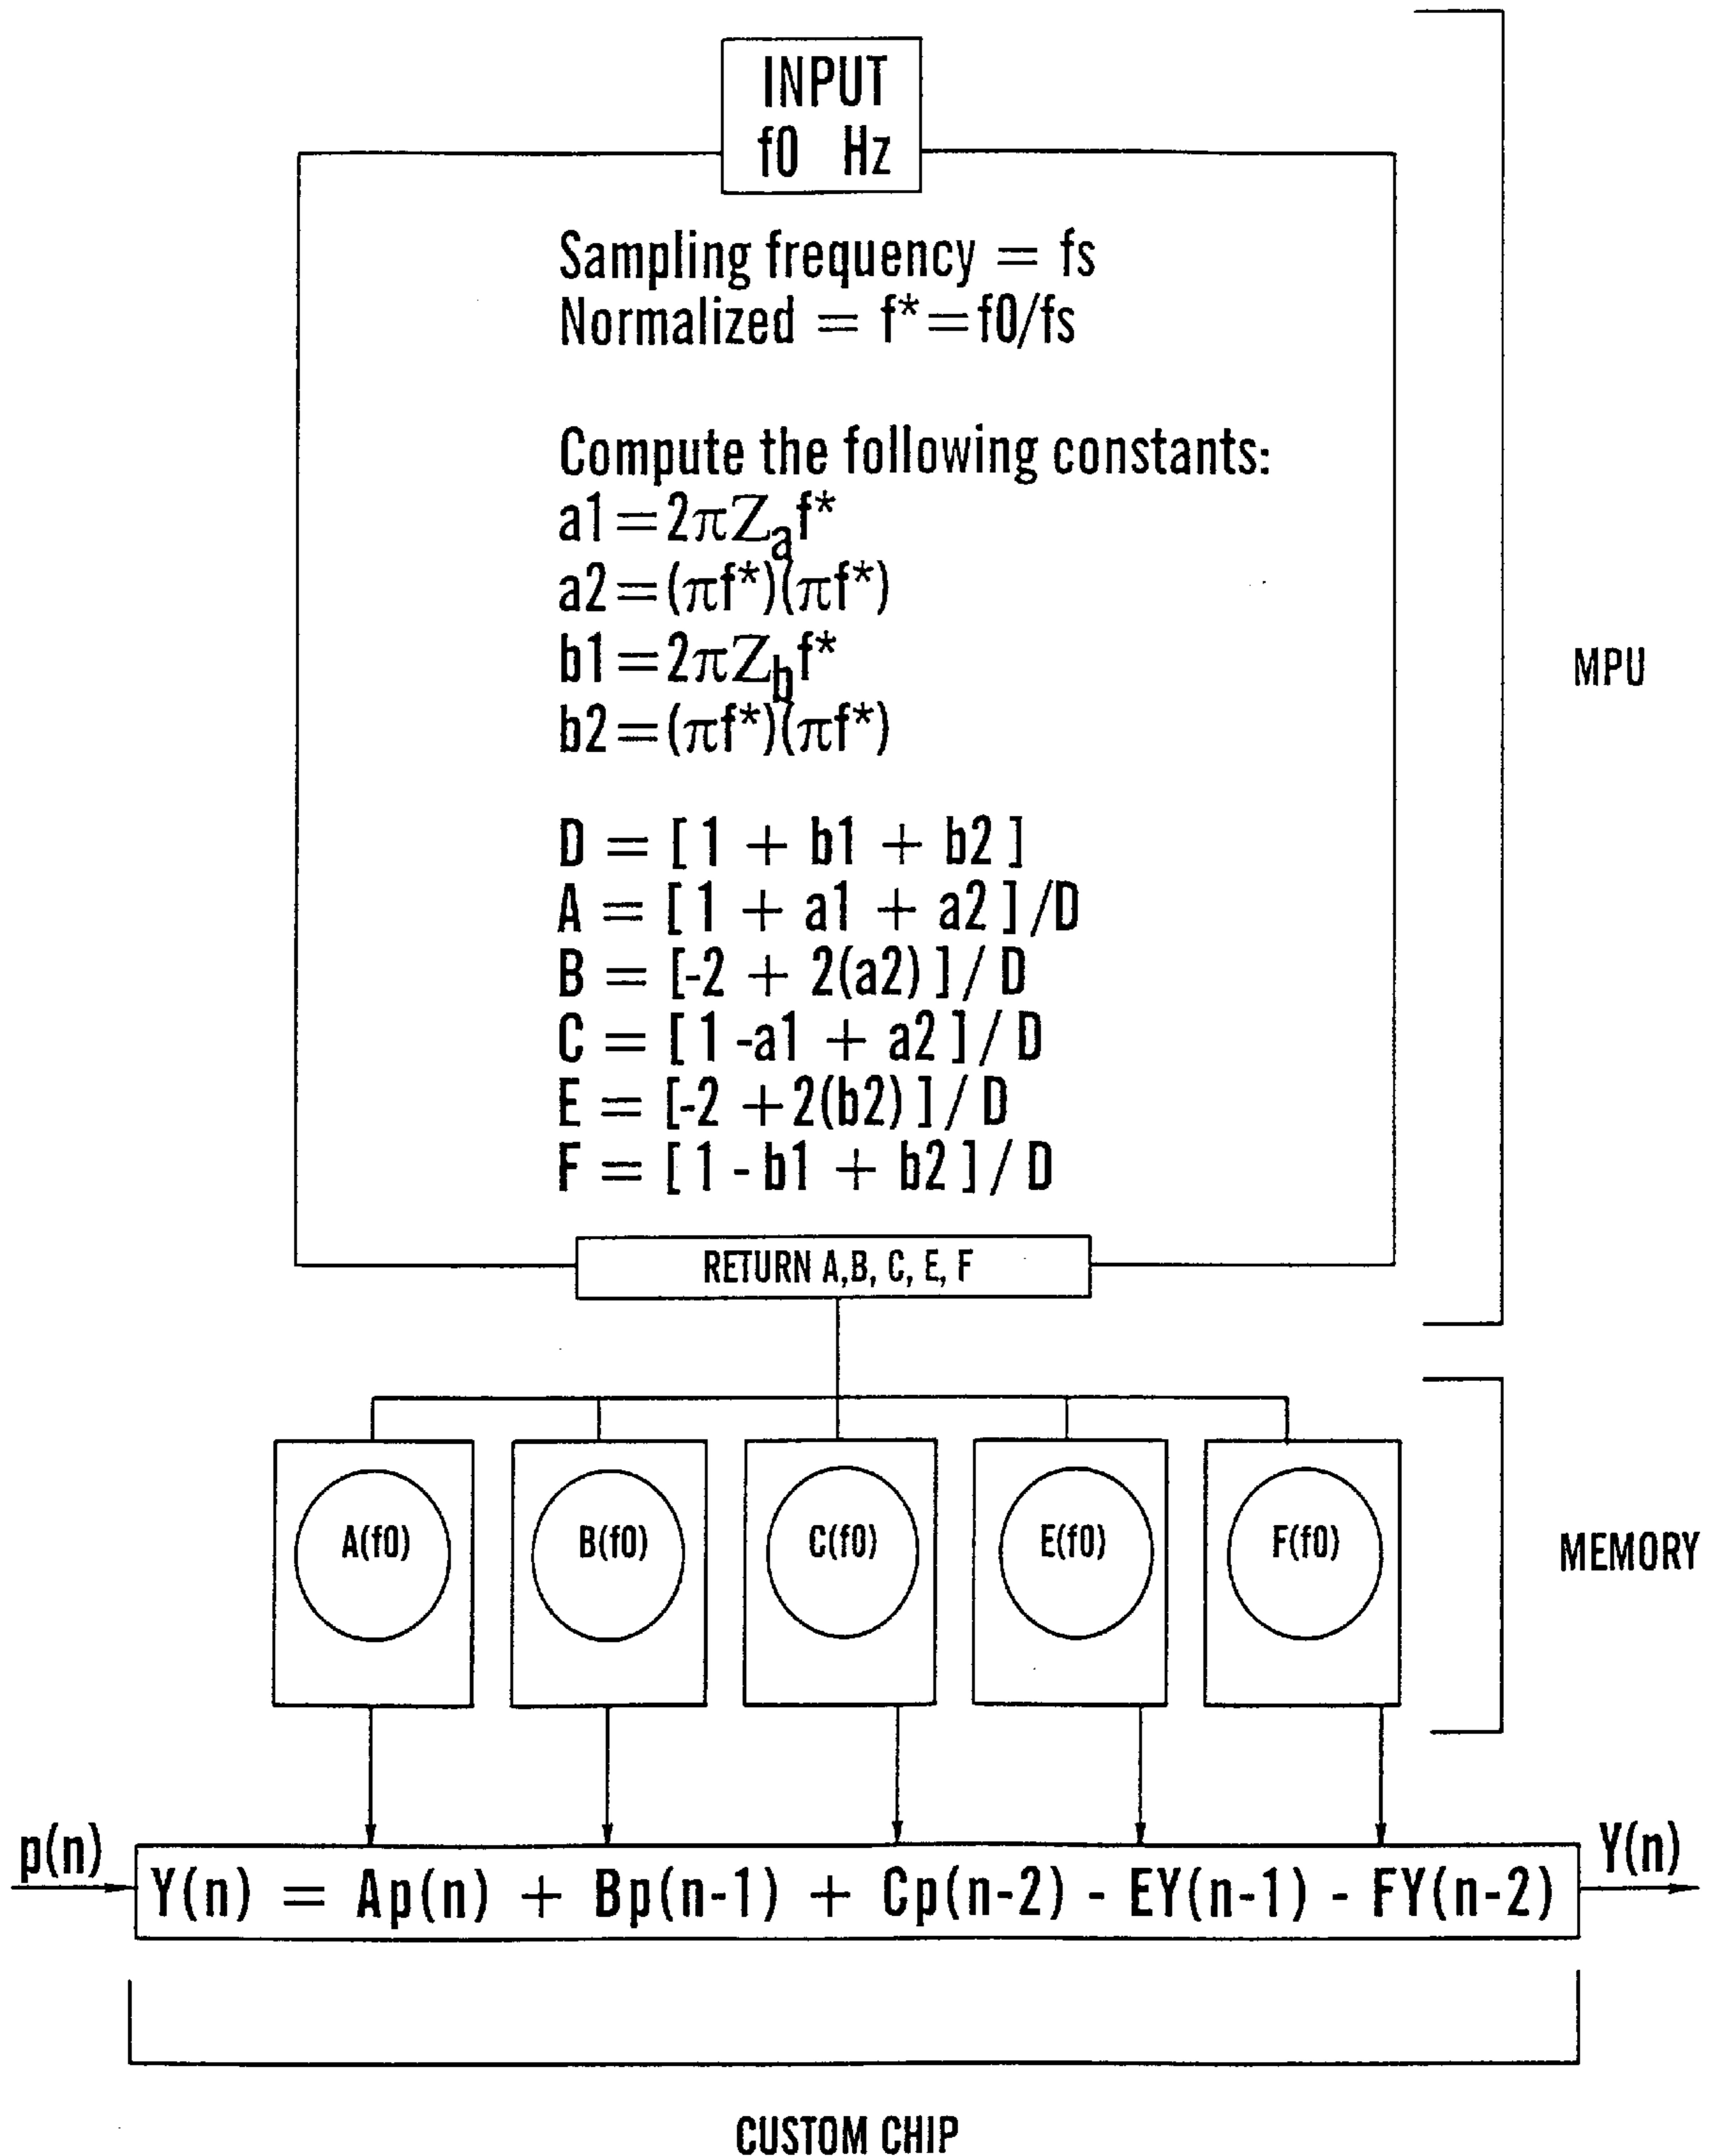 INPUT
f0 Hz
Sampling frequency = fs
Normalized = f*=f0/fs
Compute the following constants:
a1=2πZₐf*
a2=(πf*)(πf*)
b1=2πZ_bf*
b2=(πf*)(πf*)
D = [ 1 + b1 + b2 ]
A = [ 1 + a1 + a2 ] /D
B = [-2 + 2(a2) ] / D
C = [ 1 -a1 + a2 ] / D
E = [-2 +2(b2) ] / D
F = [ 1 - b1 + b2 ] / D
MPU
RETURN A,B, C, E, F
A(f0) B(f0) C(f0) E(f0) F(f0)
MEMORY
p(n)
Y(n) = Ap(n) + Bp(n-1) + Cp(n-2) - EY(n-1) - FY(n-2)
Y(n)
CUSTOM CHIP